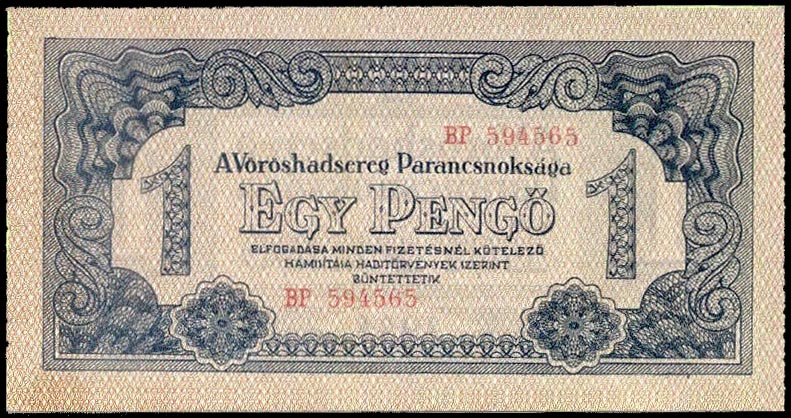 BP 594565
A Vöröshadsereg Parancsnoksága
1 EGY PENGŐ 1
ELFOGADÁSA MINDEN FIZETÉSNÉL KÖTELEZŐ
HAMISÍTÁSA HADITÖRVÉNYEK SZERINT
BÜNTETTETIK
BP 594565